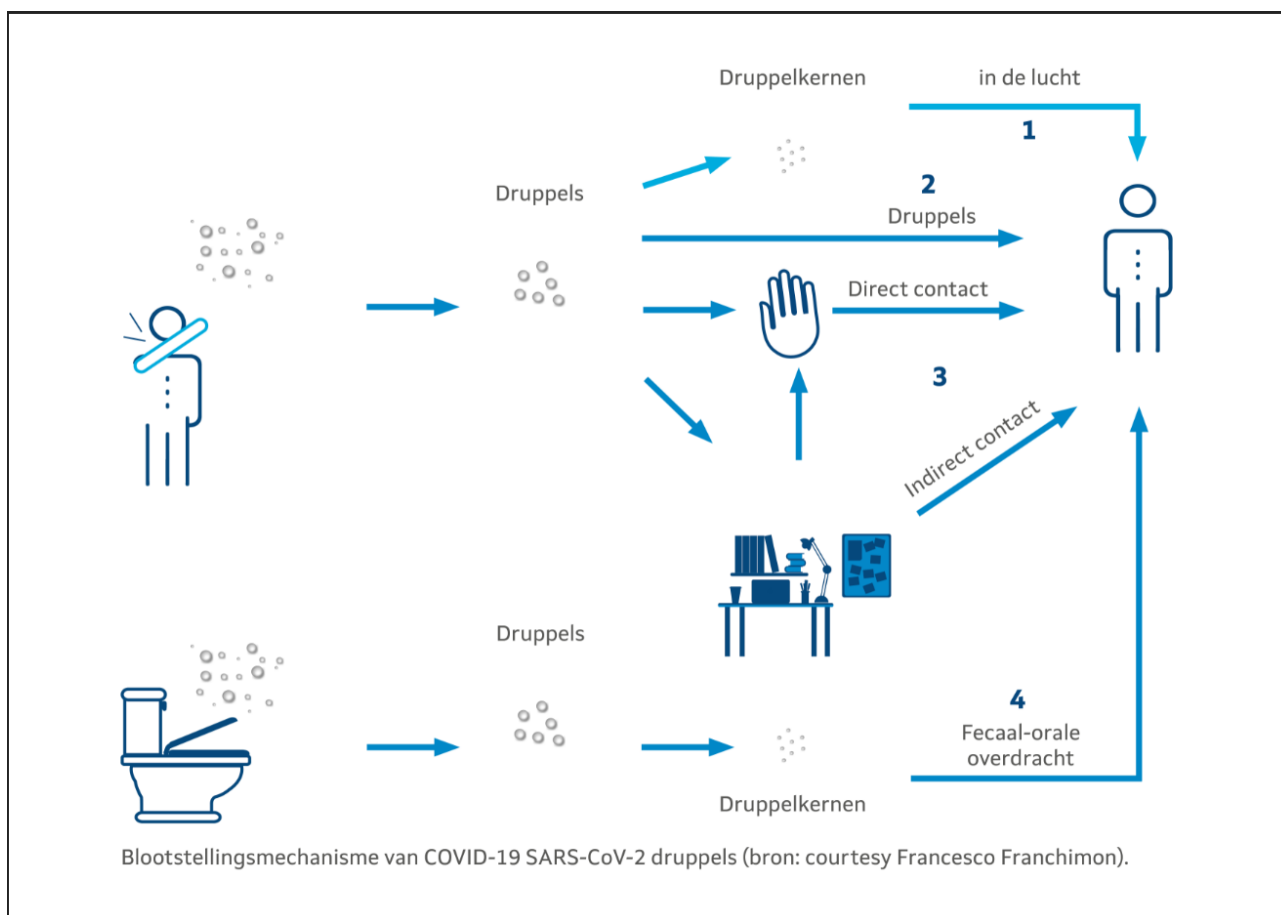 Druppelkernen
in de lucht
1
Druppels
2
Druppels
Direct contact
3
Indirect contact
Druppels
4
Fecaal-orale
overdracht
Druppelkernen
Blootstellingsmechanisme van COVID-19 SARS-CoV-2 druppels (bron: courtesy Francesco Franchimon).